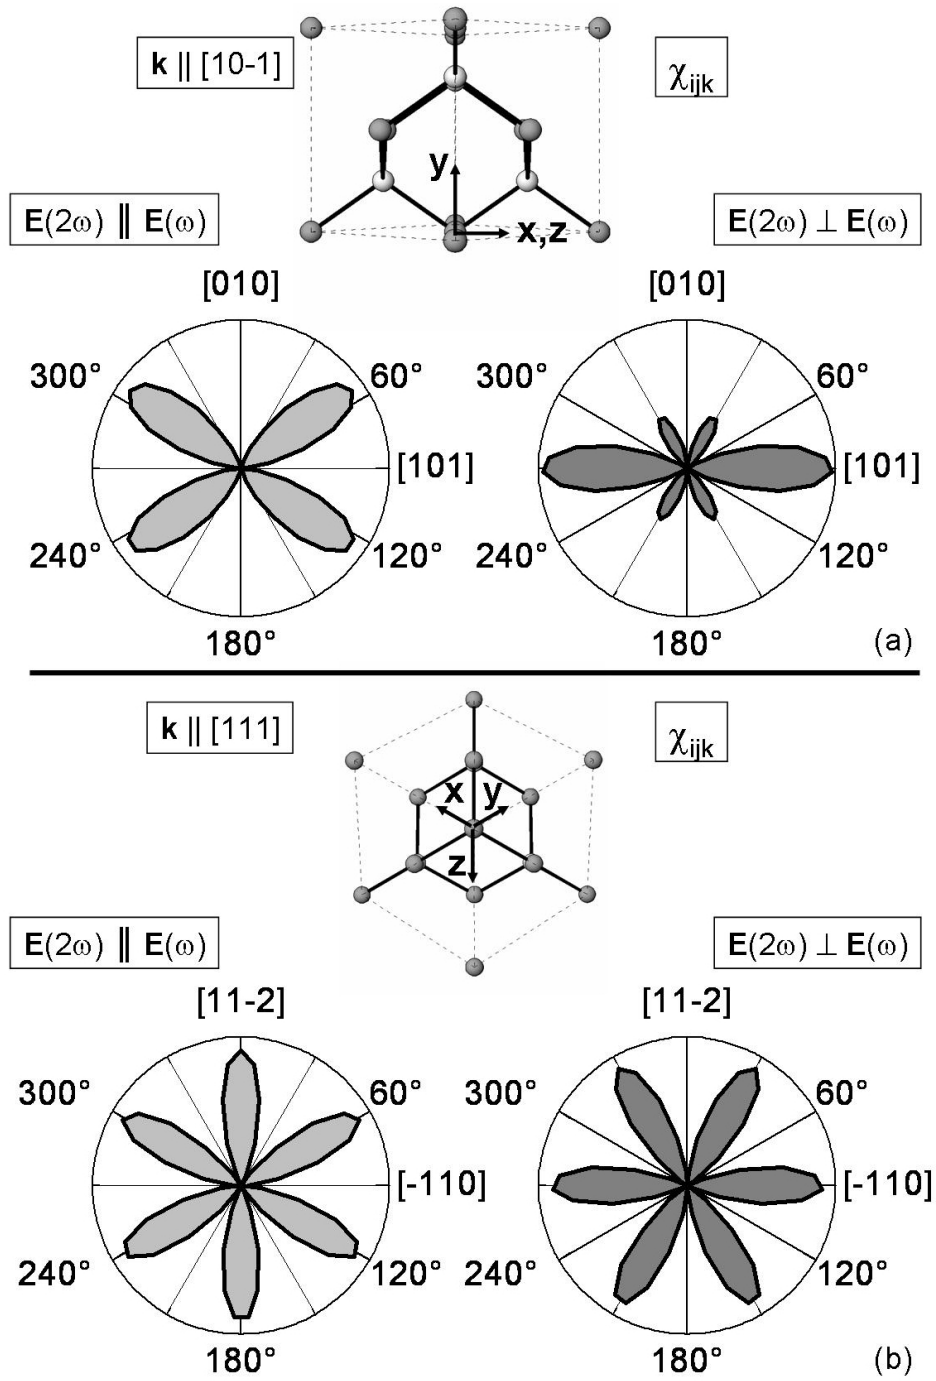 k ∥ [10-1]
χijk
y
x,z
E(2ω) ∥ E(ω)
E(2ω) ⊥ E(ω)
[010]
[010]
300°
60°
300°
60°
[101]
[101]
240°
120°
240°
120°
180°
180°
(a)
k ∥ [111]
χijk
x y
z
E(2ω) ∥ E(ω)
E(2ω) ⊥ E(ω)
[11-2]
[11-2]
300°
60°
300°
60°
[-110]
[-110]
240°
120°
240°
120°
180°
180°
(b)